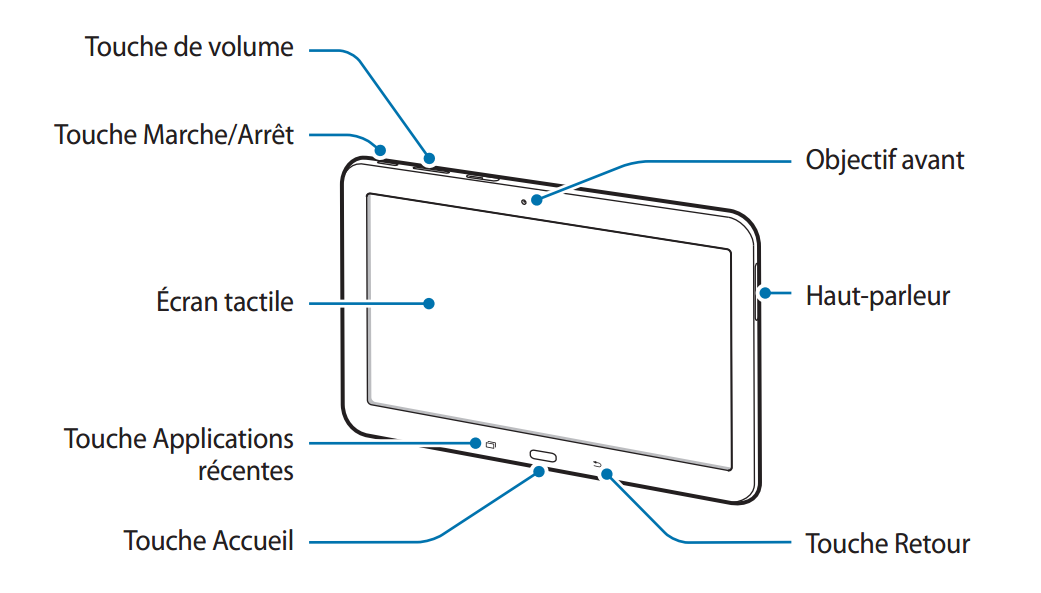 Touche de volume
Touche Marche/Arrêt
Objectif avant
Écran tactile
Haut-parleur
Touche Applications
récentes
Touche Accueil
Touche Retour